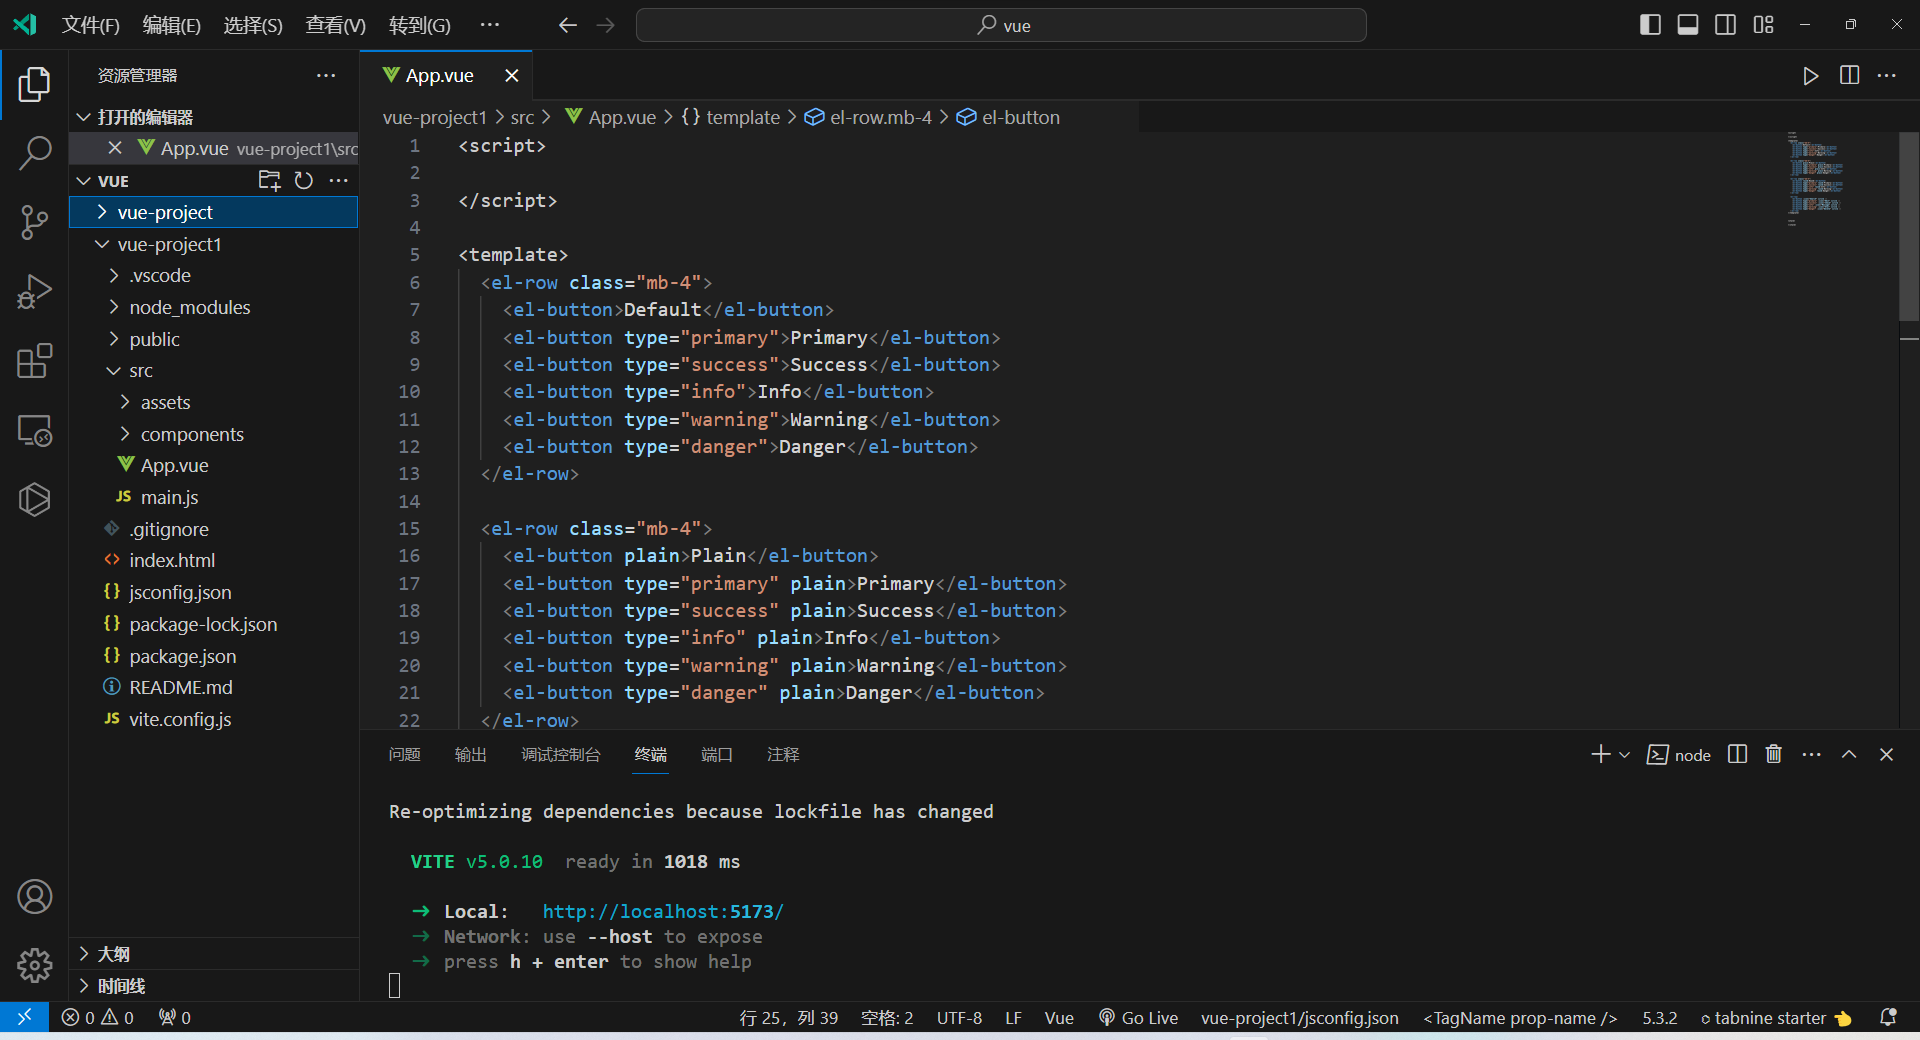 文件(F) 编辑(E) 选择(S) 查看(V) 转到(G) ···
vue
资源管理器
打开的编辑器
App.vue vue-project1\src
VUE
vue-project
vue-project1
.vscode
node_modules
public
src
assets
components
App.vue
JS main.js
.gitignore
<> index.html
{} jsconfig.json
{} package-lock.json
{} package.json
README.md
JS vite.config.js
大纲
时间线
App.vue
vue-project1 > src > App.vue > {} template > el-row.mb-4 > el-button
1 <script>
2
3 </script>
4
5 <template>
6 <el-row class="mb-4">
7 <el-button>Default</el-button>
8 <el-button type="primary">Primary</el-button>
9 <el-button type="success">Success</el-button>
10 <el-button type="info">Info</el-button>
11 <el-button type="warning">Warning</el-button>
12 <el-button type="danger">Danger</el-button>
13 </el-row>
14
15 <el-row class="mb-4">
16 <el-button plain>Plain</el-button>
17 <el-button type="primary" plain>Primary</el-button>
18 <el-button type="success" plain>Success</el-button>
19 <el-button type="info" plain>Info</el-button>
20 <el-button type="warning" plain>Warning</el-button>
21 <el-button type="danger" plain>Danger</el-button>
22 </el-row>
问题 输出 调试控制台 终端 端口 注释
node
Re-optimizing dependencies because lockfile has changed
VITE v5.0.10 ready in 1018 ms
➜ Local: http://localhost:5173/
➜ Network: use --host to expose
➜ press h + enter to show help
0 0 0
行 25，列 39 空格: 2 UTF-8 LF Vue Go Live vue-project1/jsconfig.json <TagName prop-name /> 5.3.2 tabnine starter 👈